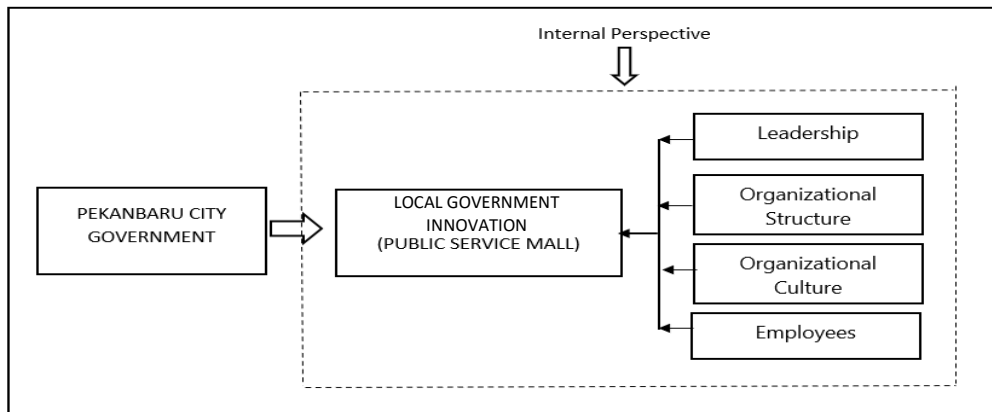 Internal Perspective
PEKANBARU CITY
GOVERNMENT
LOCAL GOVERNMENT
INNOVATION
(PUBLIC SERVICE MALL)
Leadership
Organizational
Structure
Organizational
Culture
Employees